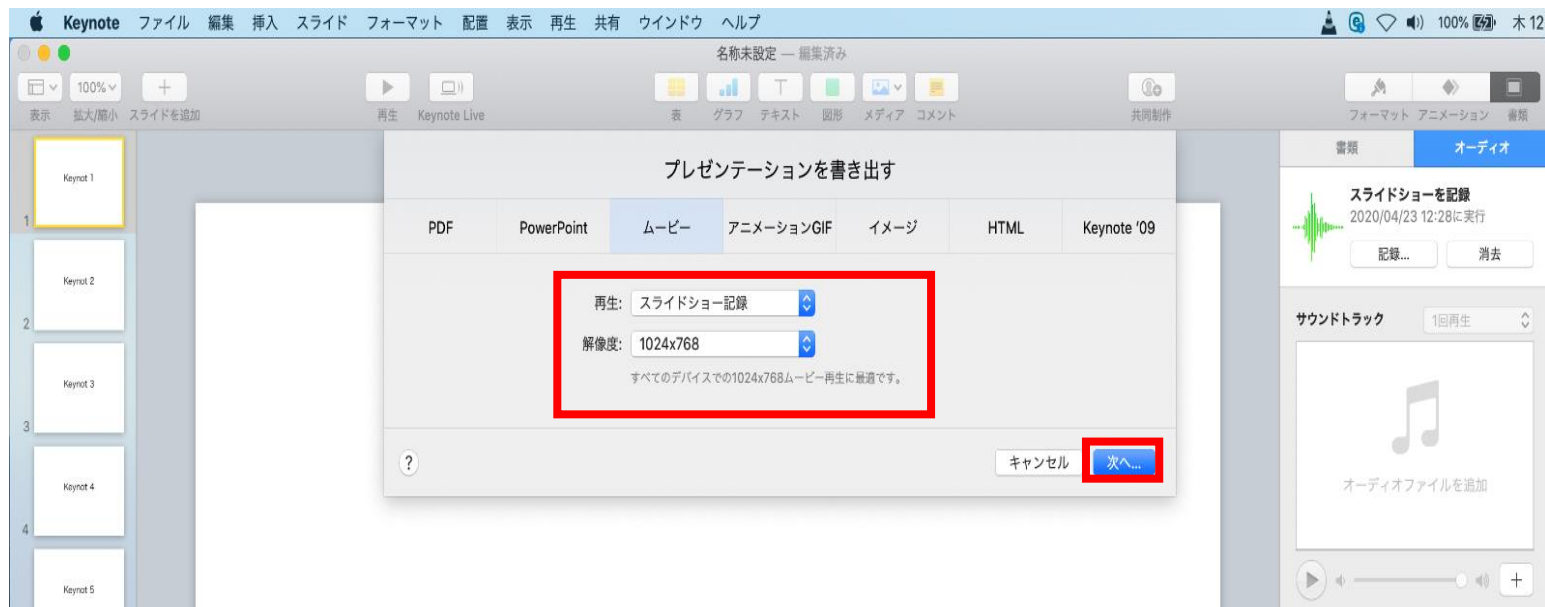 Keynote ファイル 編集 挿入 スライド フォーマット 配置 表示 再生 共有 ウインドウ ヘルプ 100% 木12
名称未設定 — 編集済み
100%
表示 拡大/縮小 スライドを追加 再生 Keynote Live 表 グラフ テキスト 図形 メディア コメント 共同制作 フォーマット アニメーション 書類
書類 オーディオ
プレゼンテーションを書き出す
PDF PowerPoint ムービー アニメーションGIF イメージ HTML Keynote '09
再生: スライドショー記録
解像度: 1024x768
すべてのデバイスでの1024x768ムービー再生に最適です。
? キャンセル 次へ...
スライドショーを記録
2020/04/23 12:28に実行
記録... 消去
サウンドトラック 1回再生
オーディオファイルを追加
Keynot 1
1
Keynot 2
2
Keynot 3
3
Keynot 4
4
Keynot 5